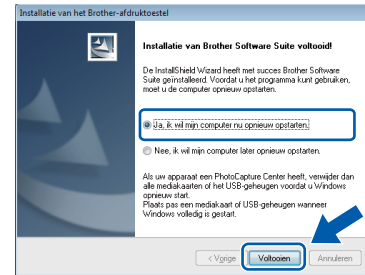 Installatie van het Brother-afdruktoestel
Installatie van Brother Software Suite voltooid!
De InstallShield Wizard heeft met succes Brother Software
Suite geïnstalleerd. Voordat u het programma kunt gebruiken,
moet u de computer opnieuw opstarten.
Ja, ik wil mijn computer nu opnieuw opstarten.
Nee, ik wil mijn computer later opnieuw opstarten.
Als uw apparaat een PhotoCapture Center heeft, verwijder dan
alle mediakaarten of het USB-geheugen voordat u Windows
opnieuw start.
Plaats pas een mediakaart of USB-geheugen wanneer
Windows volledig is gestart.
< Vorige
Voltooien
Annuleren